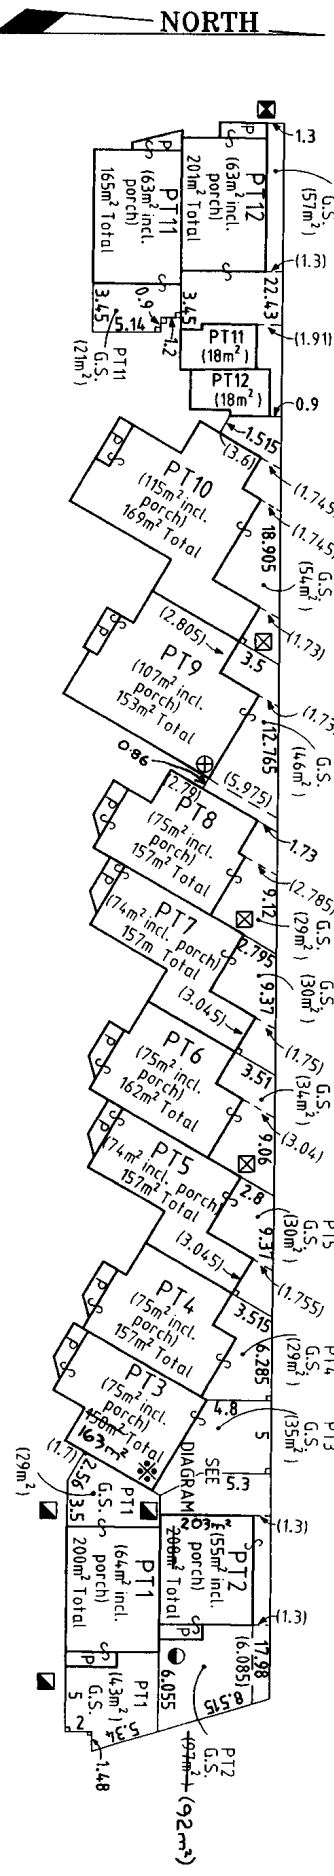 NORTH
P
P
1.3
G.S.
(57m²)
PT12
(63m² incl.
porch)
201m² Total
PT11
(63m² incl.
porch)
165m² Total
(1.3)
22.43
3.45
0.9
5.14
3.45
1.2
PT11
G.S.
(21m²)
PT11
(18m²)
(1.91)
PT12
(18m²)
0.9
1.515
(3.6)
P
PT10
(115m² incl.
porch)
169m² Total
(1.745)
(1.745)
18.905
G.S.
(54m²)
(2.805)
(1.73)
3.5
P
PT9
(107m² incl.
porch)
153m² Total
(1.73)
12.765
G.S.
(46m²)
0.86
(2.79)
(5.975)
P
PT8
(75m² incl.
porch)
157m² Total
1.73
(2.785)
9.12
G.S.
(29m²)
P
PT7
(74m² incl. porch)
157m Total
2.795
9.37
G.S.
(30m²)
(3.045)
(1.75)
3.51
G.S.
(34m²)
P
PT6
(75m² incl.
porch)
162m² Total
9.06
(3.04)
P
PT5
(74m² incl. porch)
157m² Total
2.8
9.37
PT5
G.S.
(30m²)
(3.045)
(1.755)
3.515
P
PT4
(75m² incl.
porch)
157m² Total
6.285
PT4
G.S.
(29m²)
P
PT3
(75m² incl.
porch)
163m²
4.8
5
PT3
G.S.
(35m²)
5.3
SEE
DIAGRAM
(1.7)
2.56
3.5
PT1
G.S.
(29m²)
PT1
(64m² incl.
porch)
200m² Total
203m²
PT2
(55m² incl.
porch)
208m² Total
(1.3)
(1.3)
P
P
17.98
(6.085)
8.515
6.055
PT1
G.S.
(43m²)
5
5.34
2
1.48
PT2
G.S.
(97m²)
(92m²)